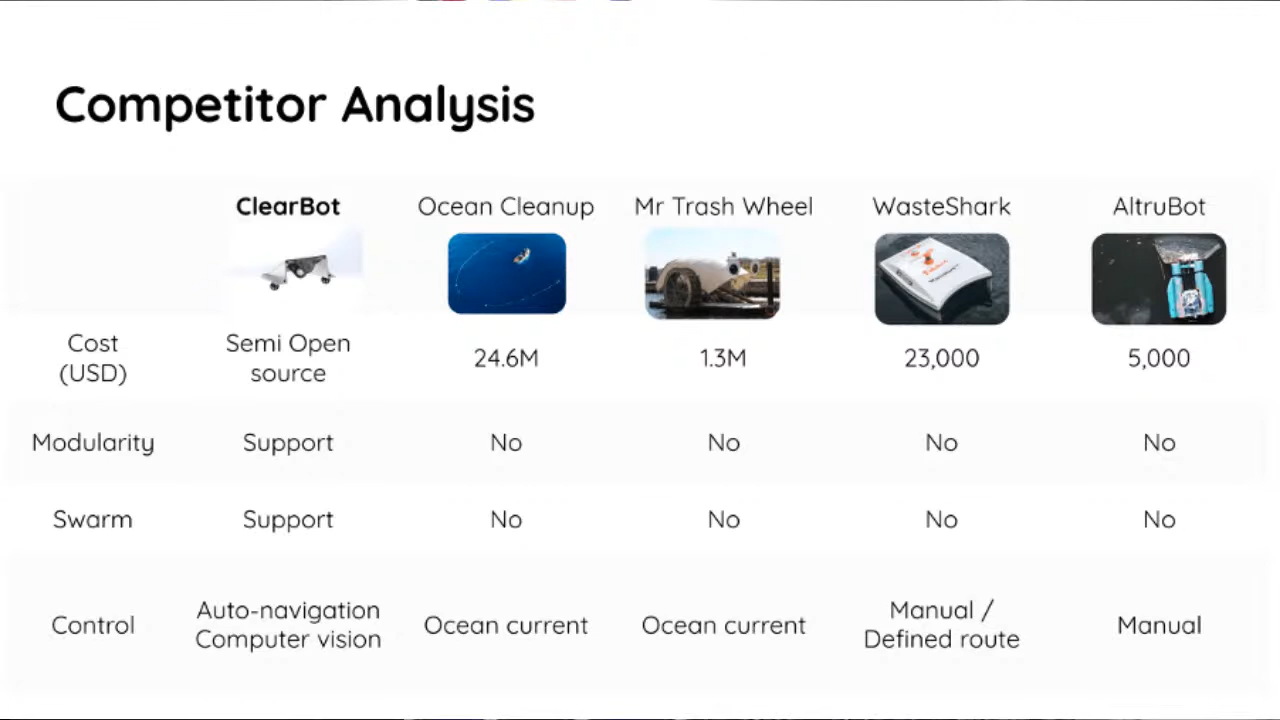 Competitor Analysis
ClearBot Ocean Cleanup Mr Trash Wheel WasteShark AltruBot
Cost
(USD)
Semi Open
source
24.6M
1.3M
23,000
5,000
Modularity Support No No No No
Swarm Support No No No No
Control
Auto-navigation
Computer vision
Ocean current
Ocean current
Manual /
Defined route
Manual